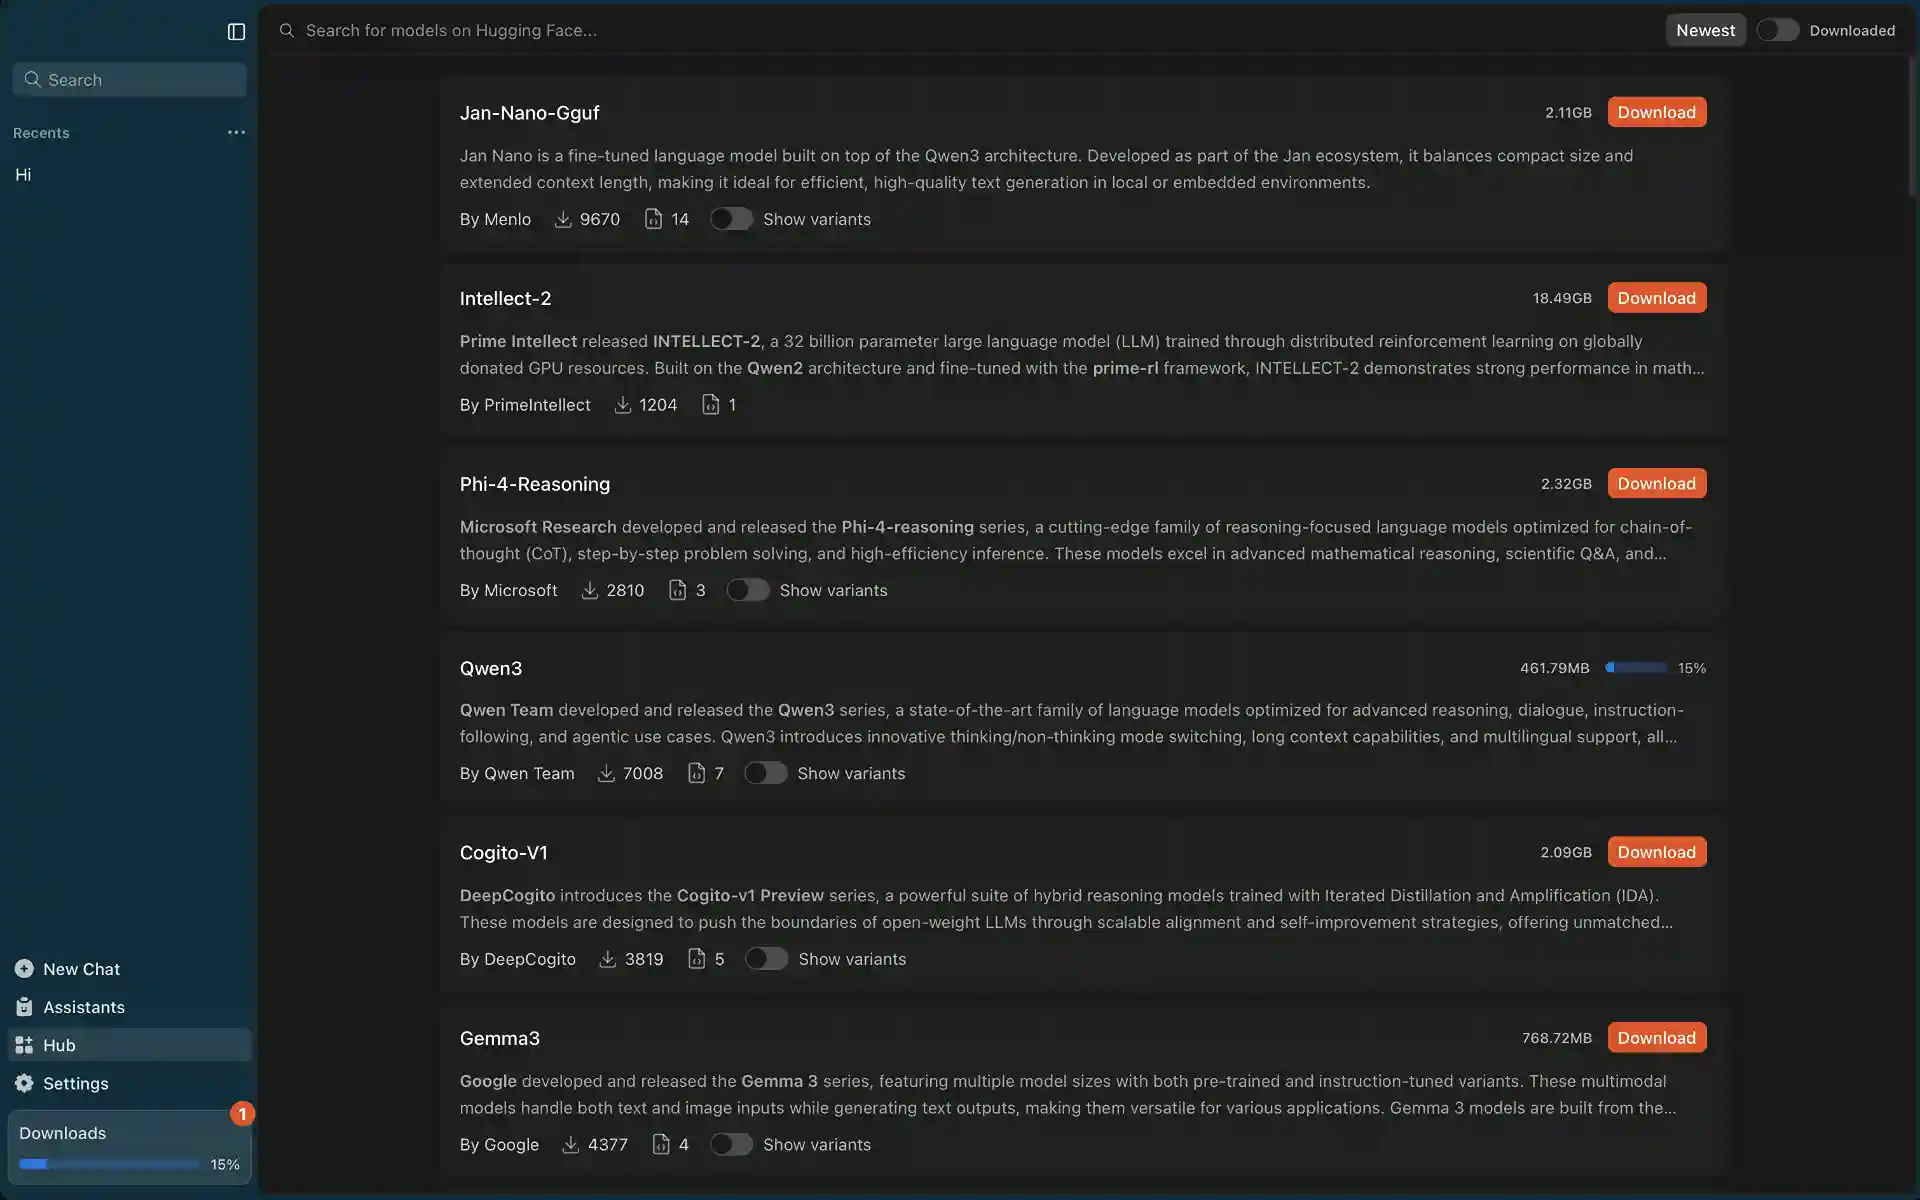 Search
Recents
Hi
New Chat
Assistants
Hub
Settings
1
Downloads
15%
Search for models on Hugging Face...
Newest
Downloaded
Jan-Nano-Gguf
2.11GB
Download
Jan Nano is a fine-tuned language model built on top of the Qwen3 architecture. Developed as part of the Jan ecosystem, it balances compact size and
extended context length, making it ideal for efficient, high-quality text generation in local or embedded environments.
By Menlo 9670 14 Show variants
Intellect-2
18.49GB
Download
Prime Intellect released INTELLECT-2, a 32 billion parameter large language model (LLM) trained through distributed reinforcement learning on globally
donated GPU resources. Built on the Qwen2 architecture and fine-tuned with the prime-rl framework, INTELLECT-2 demonstrates strong performance in math...
By PrimeIntellect 1204 1
Phi-4-Reasoning
2.32GB
Download
Microsoft Research developed and released the Phi-4-reasoning series, a cutting-edge family of reasoning-focused language models optimized for chain-of-
thought (CoT), step-by-step problem solving, and high-efficiency inference. These models excel in advanced mathematical reasoning, scientific Q&A, and...
By Microsoft 2810 3 Show variants
Qwen3
461.79MB
15%
Qwen Team developed and released the Qwen3 series, a state-of-the-art family of language models optimized for advanced reasoning, dialogue, instruction-
following, and agentic use cases. Qwen3 introduces innovative thinking/non-thinking mode switching, long context capabilities, and multilingual support, all...
By Qwen Team 7008 7 Show variants
Cogito-V1
2.09GB
Download
DeepCogito introduces the Cogito-v1 Preview series, a powerful suite of hybrid reasoning models trained with Iterated Distillation and Amplification (IDA).
These models are designed to push the boundaries of open-weight LLMs through scalable alignment and self-improvement strategies, offering unmatched...
By DeepCogito 3819 5 Show variants
Gemma3
768.72MB
Download
Google developed and released the Gemma 3 series, featuring multiple model sizes with both pre-trained and instruction-tuned variants. These multimodal
models handle both text and image inputs while generating text outputs, making them versatile for various applications. Gemma 3 models are built from the...
By Google 4377 4 Show variants